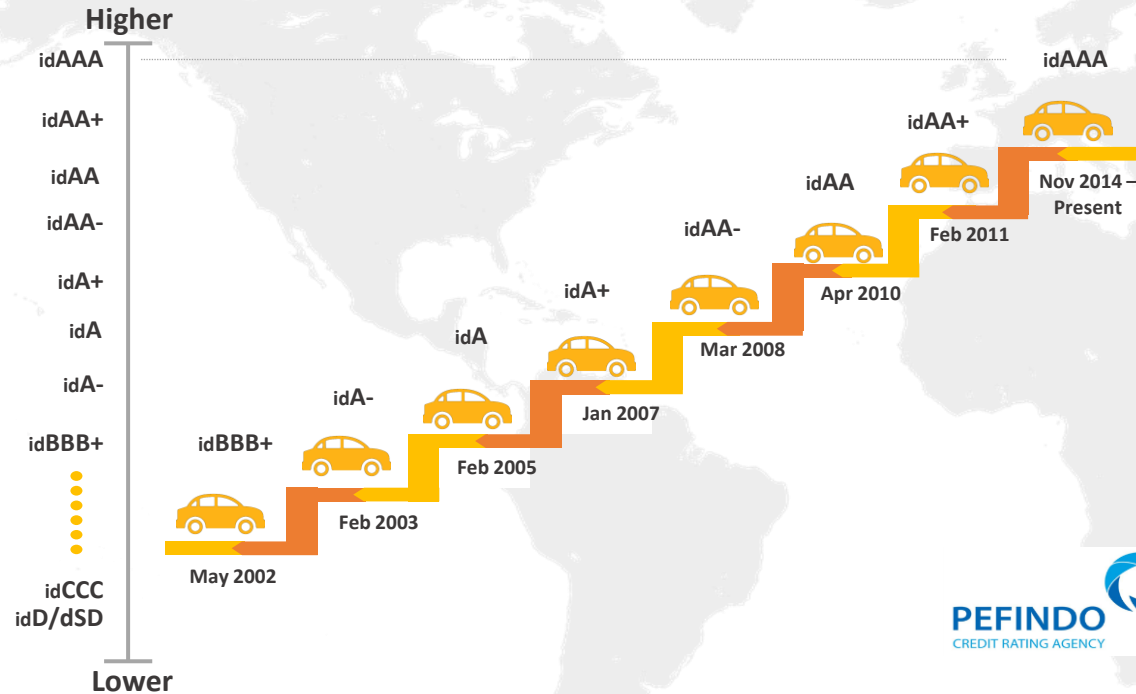 Higher
idAAA
idAA+
idAA
idAA-
idA+
idA
idA-
idBBB+
idCCC
idD/dSD
Lower
idBBB+
May 2002
idA-
Feb 2003
idA
Feb 2005
idA+
Jan 2007
idAA-
Mar 2008
idAA
Apr 2010
idAA+
Feb 2011
idAAA
Nov 2014 –
Present
PEFINDO
CREDIT RATING AGENCY